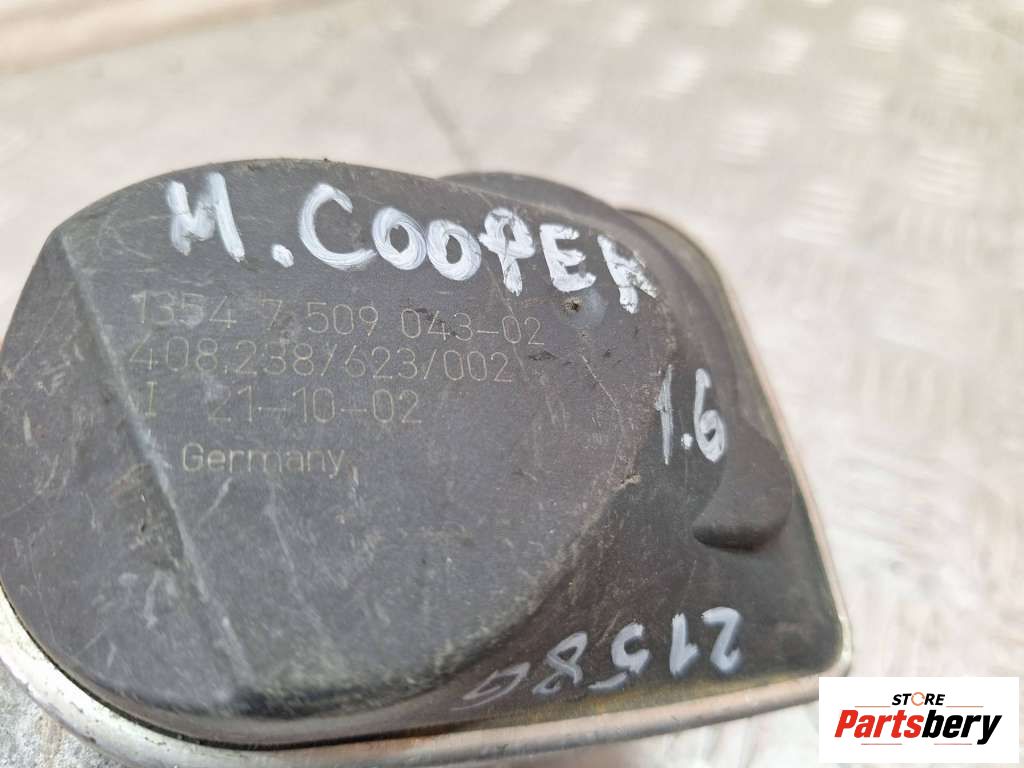 M. COOPER
1354 7 509 043-02
408.238/623/002
I 21-10-02
Germany
1.6
21586
STORE
Partsbery